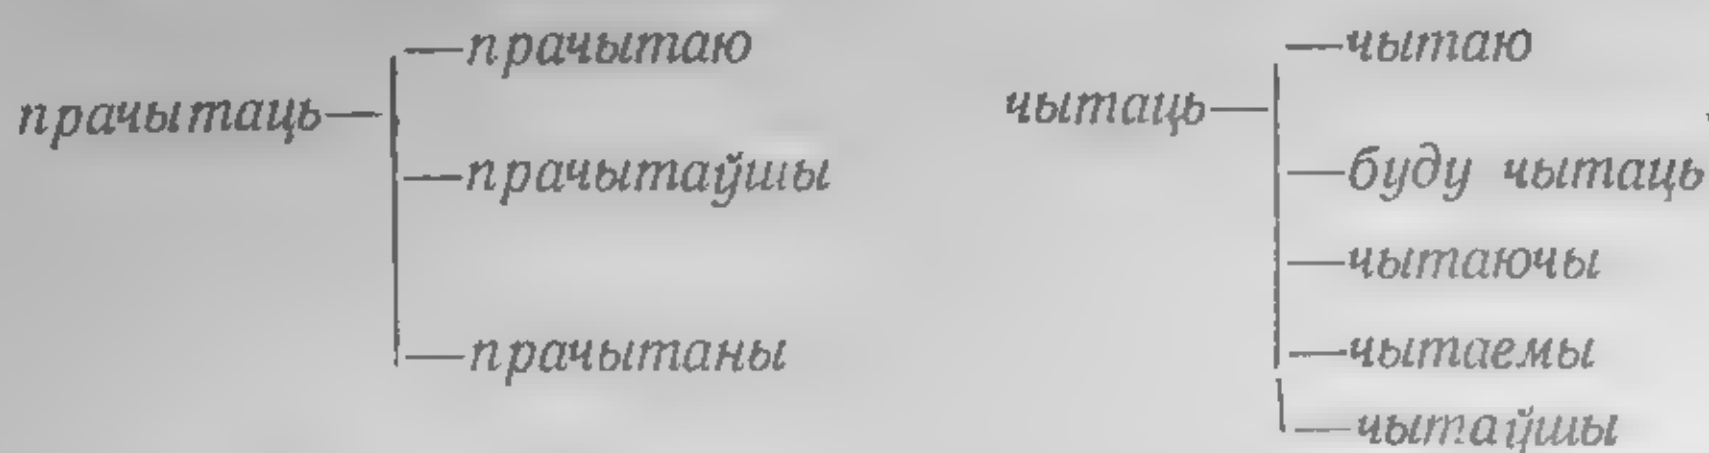 прачытаць
прачытаю
прачытаўшы
прачытаны
чытаць
чытаю
буду чытаць
чытаючы
чытаемы
чытаўшы